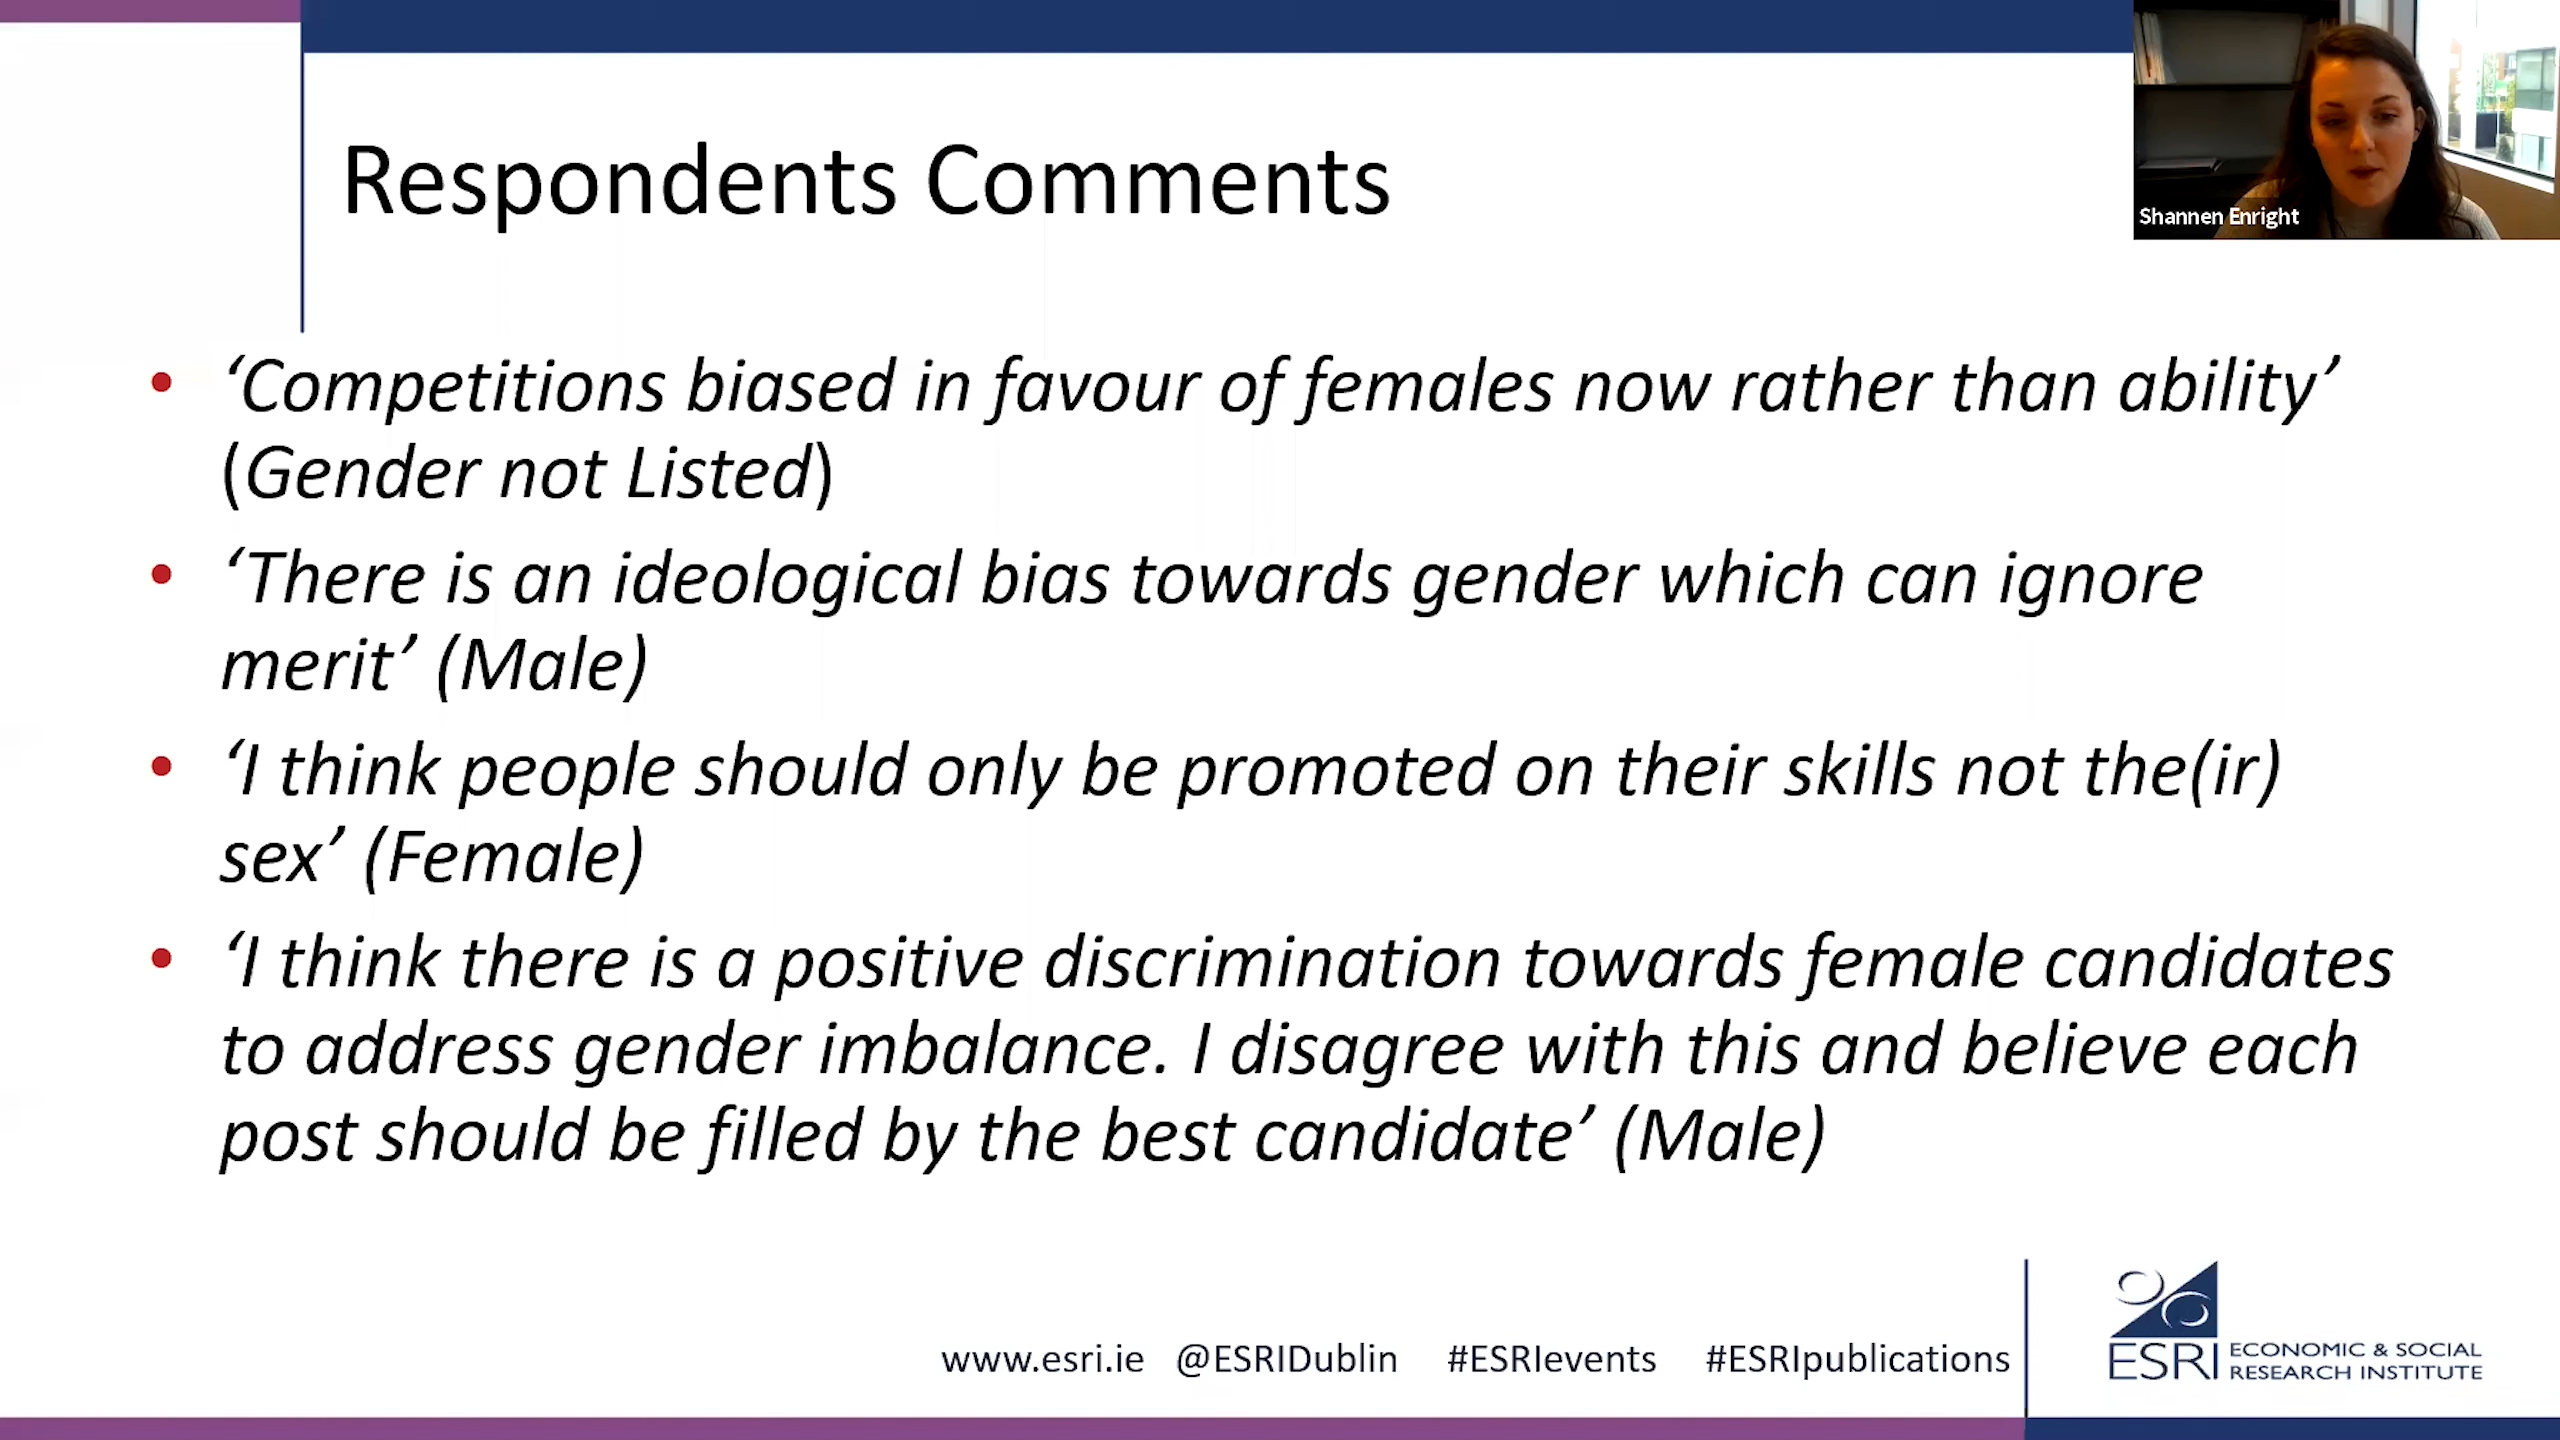 Respondents Comments
Shannen Enright
• ‘Competitions biased in favour of females now rather than ability’
(Gender not Listed)
• ‘There is an ideological bias towards gender which can ignore
merit’ (Male)
• ‘I think people should only be promoted on their skills not the(ir)
sex’ (Female)
• ‘I think there is a positive discrimination towards female candidates
to address gender imbalance. I disagree with this and believe each
post should be filled by the best candidate’ (Male)
www.esri.ie @ESRIDublin #ESRIevents #ESRIpublications
ESRI ECONOMIC & SOCIAL
RESEARCH INSTITUTE